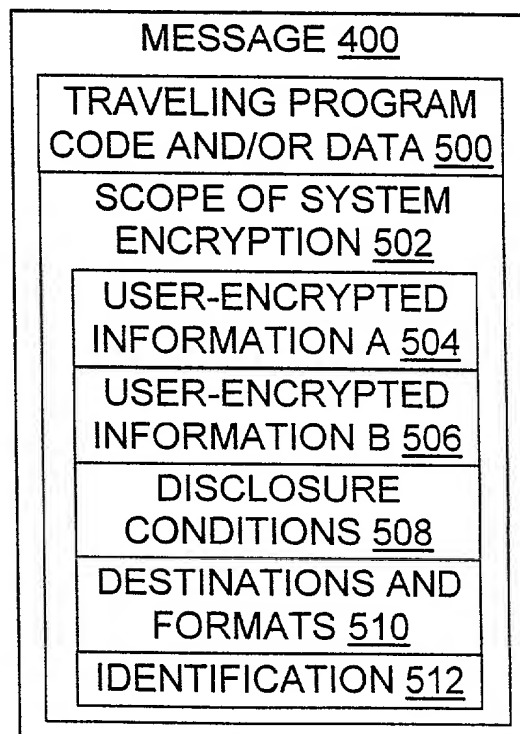 MESSAGE 400
TRAVELING PROGRAM
CODE AND/OR DATA 500
SCOPE OF SYSTEM
ENCRYPTION 502
USER-ENCRYPTED
INFORMATION A 504
USER-ENCRYPTED
INFORMATION B 506
DISCLOSURE
CONDITIONS 508
DESTINATIONS AND
FORMATS 510
IDENTIFICATION 512